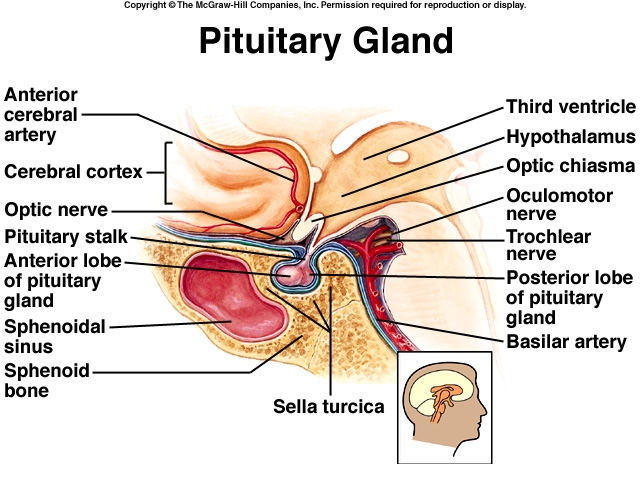 Copyright © The McGraw-Hill Companies, Inc. Permission required for reproduction or display.
Pituitary Gland
Anterior
cerebral
artery
Cerebral cortex
Optic nerve
Pituitary stalk
Anterior lobe
of pituitary
gland
Sphenoidal
sinus
Sphenoid
bone
Sella turcica
Third ventricle
Hypothalamus
Optic chiasma
Oculomotor
nerve
Trochlear
nerve
Posterior lobe
of pituitary
gland
Basilar artery